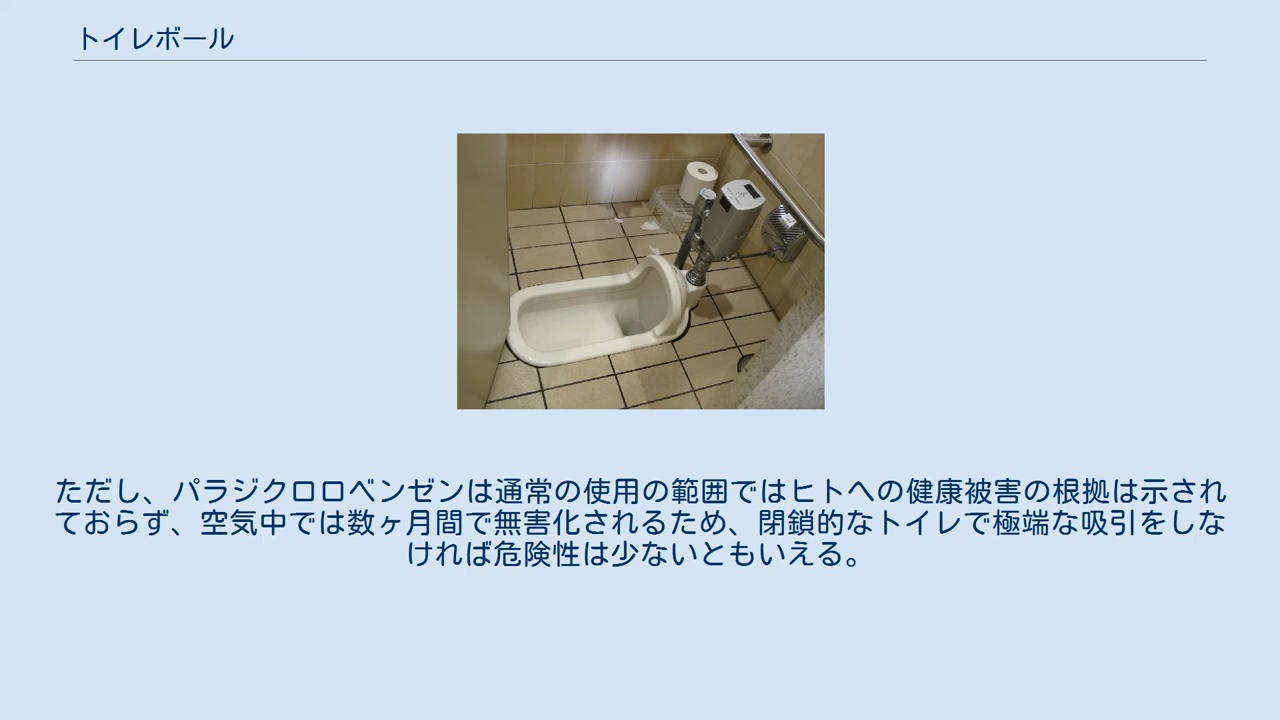 トイレボール
ただし、パラジクロロベンゼンは通常の使用の範囲ではヒトへの健康被害の根拠は示され
ておらず、空気中では数ヶ月間で無害化されるため、閉鎖的なトイレで極端な吸引をしな
ければ危険性は少ないともいえる。